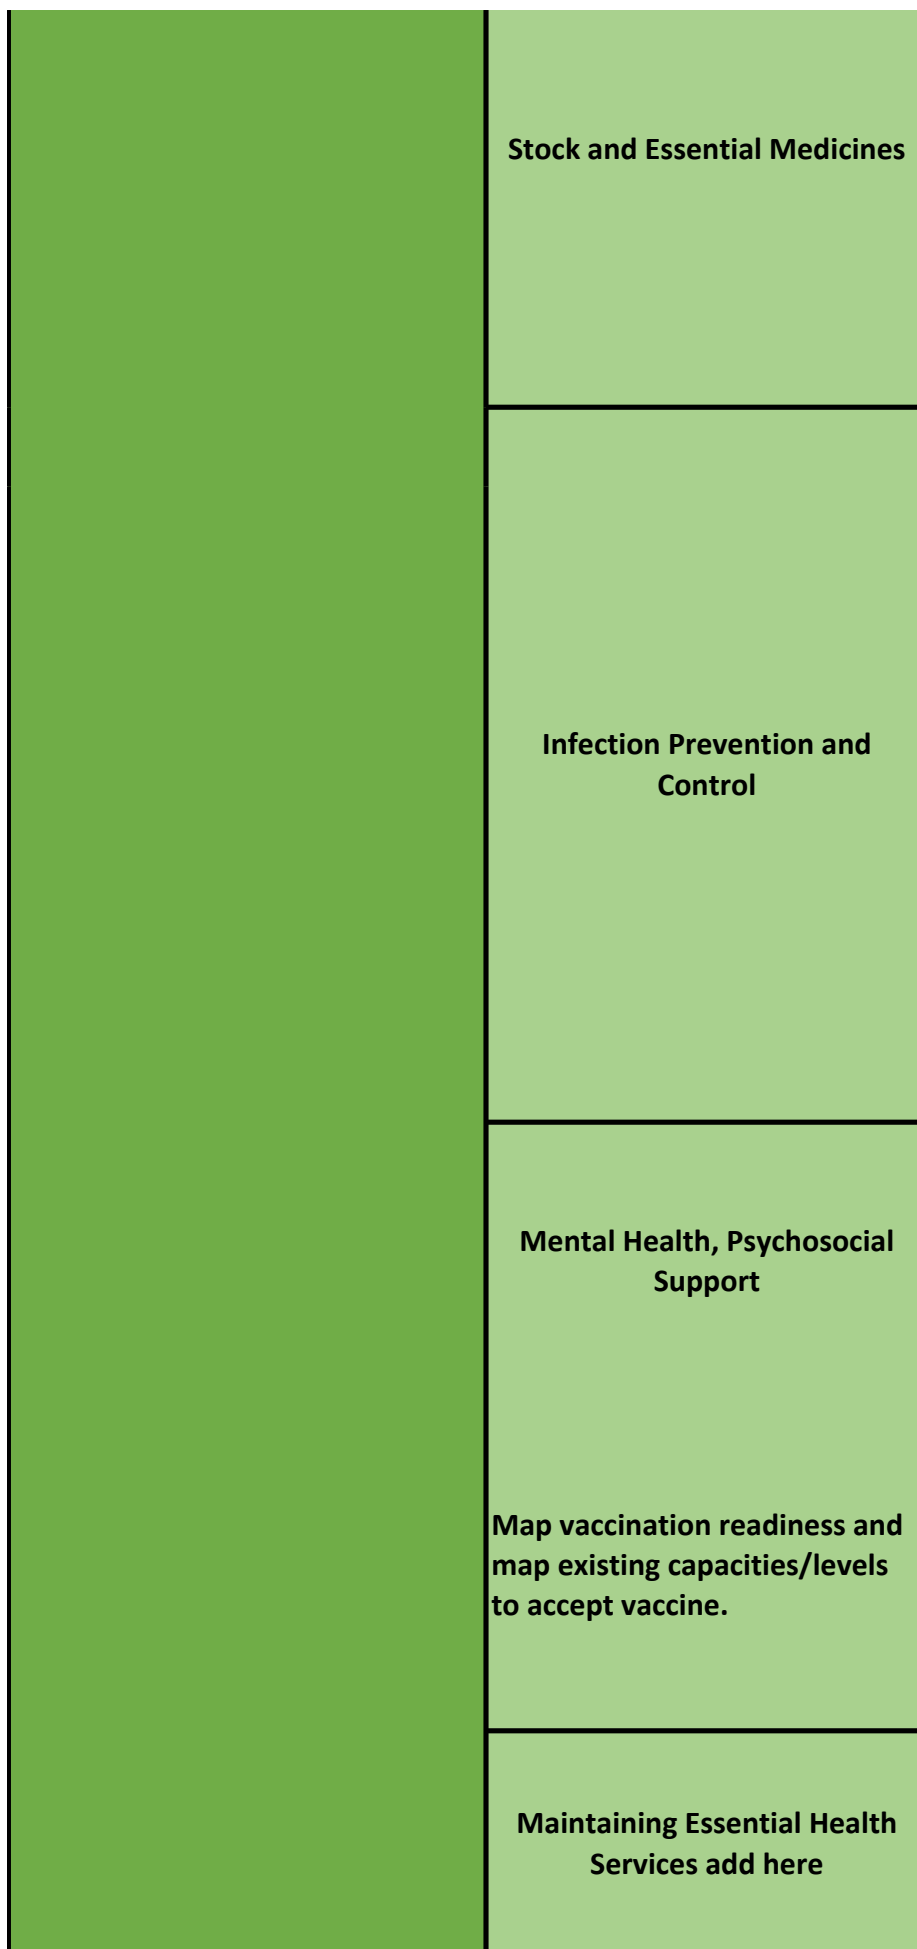 Stock and Essential Medicines
Infection Prevention and
Control
Mental Health, Psychosocial
Support
Map vaccination readiness and
map existing capacities/levels
to accept vaccine.
Maintaining Essential Health
Services add here